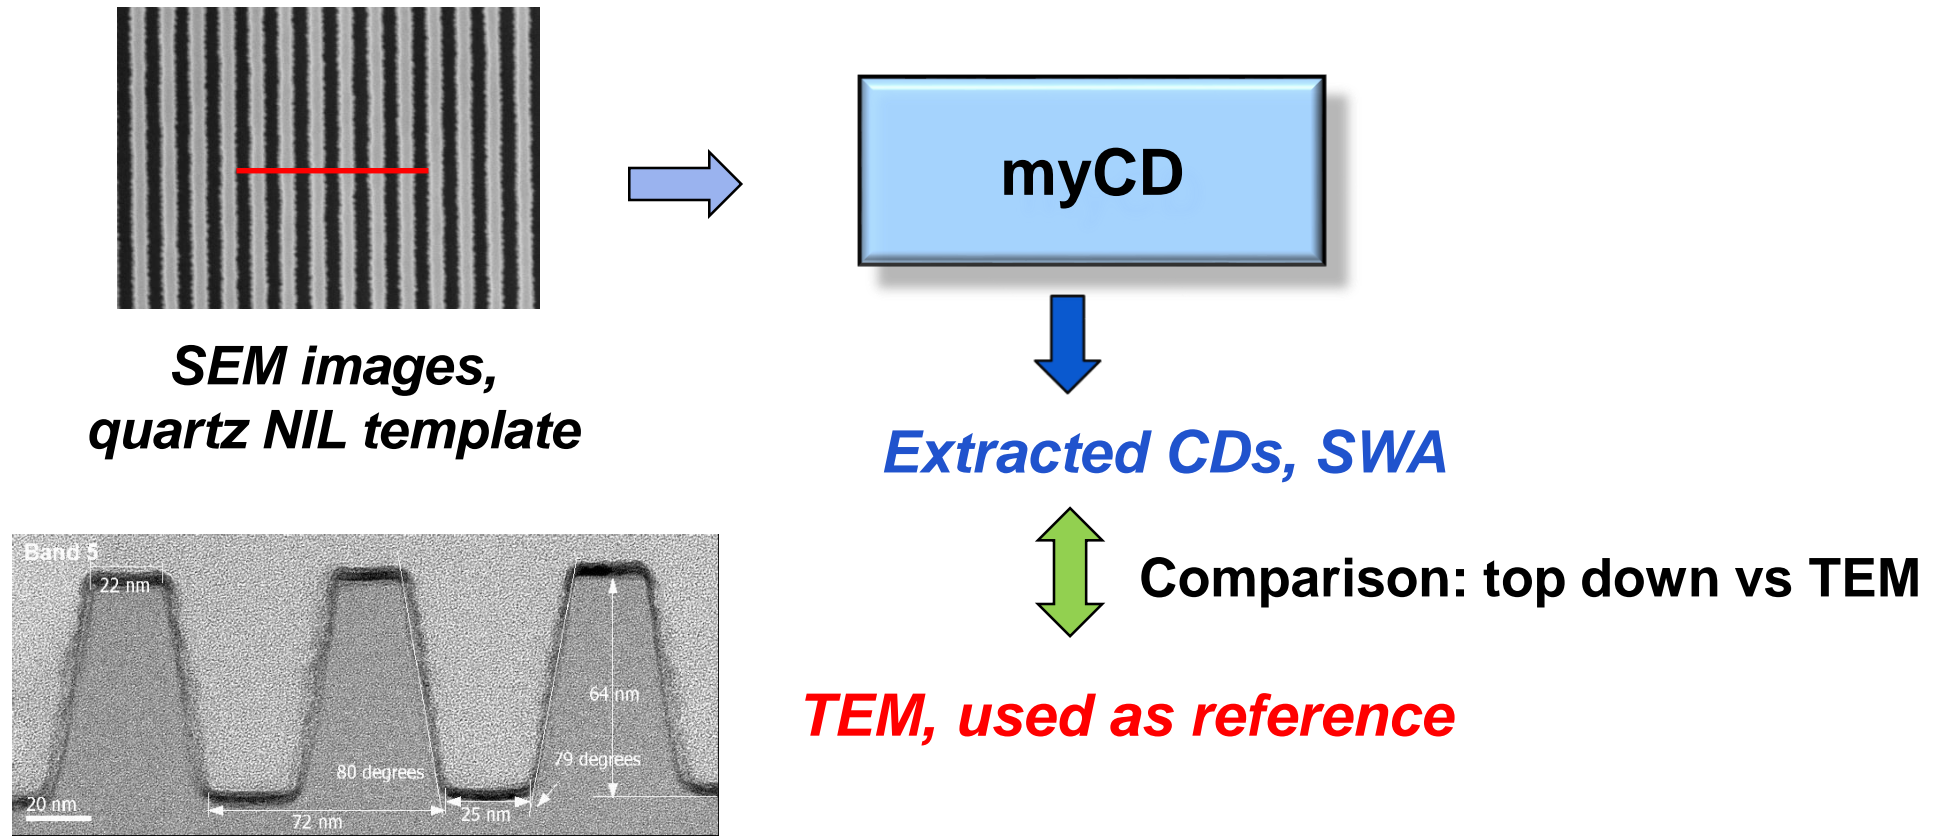 myCD
SEM images,
quartz NIL template
Extracted CDs, SWA
Comparison: top down vs TEM
TEM, used as reference
Band 5
22 nm
64 nm
79 degrees
80 degrees
20 nm
25 nm
72 nm